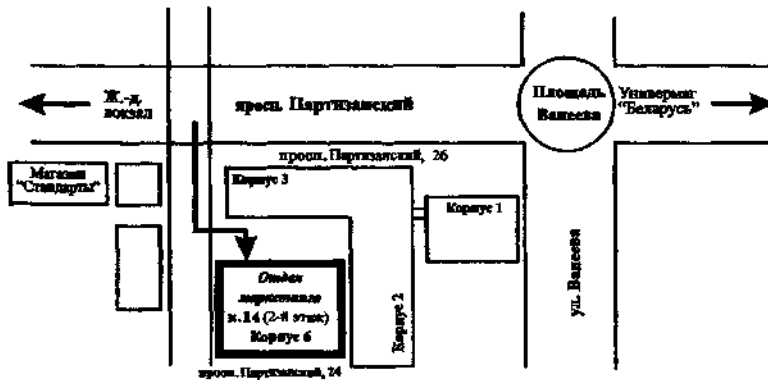 Ж.-д.
вокзал
просп. Партизанский
Площадь
Ванеева
Универмаг
"Беларусь"
просп. Партизанский, 26
Магазин
"Стандарты"
Корпус 3
Корпус 1
Корпус 2
ул. Ванеева
Отдел
маркетинга
к.14 (2-й этаж)
Корпус 6
просп. Партизанский, 24